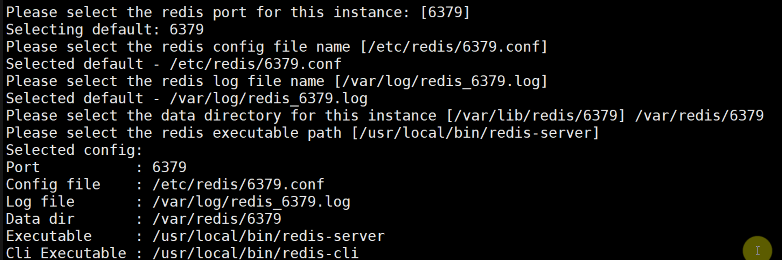 Please select the redis port for this instance: [6379]
Selecting default: 6379
Please select the redis config file name [/etc/redis/6379.conf]
Selected default - /etc/redis/6379.conf
Please select the redis log file name [/var/log/redis_6379.log]
Selected default - /var/log/redis_6379.log
Please select the data directory for this instance [/var/lib/redis/6379] /var/redis/6379
Please select the redis executable path [/usr/local/bin/redis-server]
Selected config:
Port           : 6379
Config file    : /etc/redis/6379.conf
Log file       : /var/log/redis_6379.log
Data dir       : /var/redis/6379
Executable     : /usr/local/bin/redis-server
Cli Executable : /usr/local/bin/redis-cli